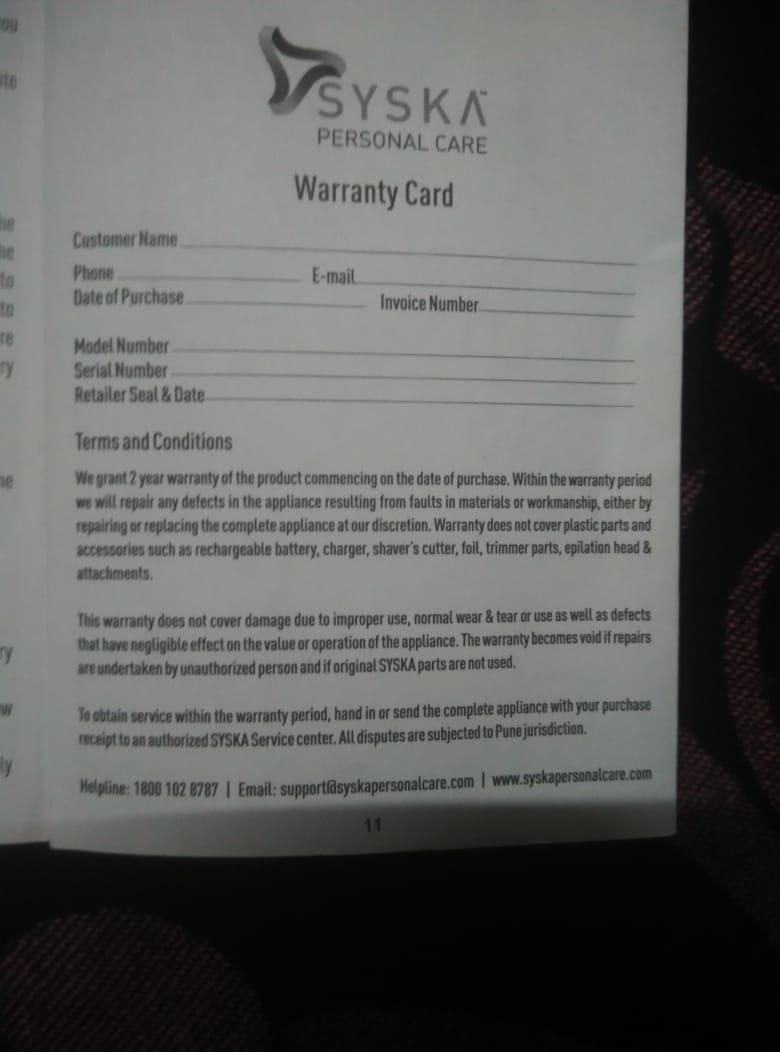 SYSKA™
PERSONAL CARE
Warranty Card
Customer Name
Phone E-mail
Date of Purchase Invoice Number
Model Number
Serial Number
Retailer Seal & Date
Terms and Conditions
We grant 2 year warranty of the product commencing on the date of purchase. Within the warranty period
we will repair any defects in the appliance resulting from faults in materials or workmanship, either by
repairing or replacing the complete appliance at our discretion. Warranty does not cover plastic parts and
accessories such as rechargeable battery, charger, shaver's cutter, foil, trimmer parts, epilation head &
attachments.
This warranty does not cover damage due to improper use, normal wear & tear or use as well as defects
that have negligible effect on the value or operation of the appliance. The warranty becomes void if repairs
are undertaken by unauthorized person and if original SYSKA parts are not used.
To obtain service within the warranty period, hand in or send the complete appliance with your purchase
receipt to an authorized SYSKA Service center. All disputes are subjected to Pune jurisdiction.
Helpline: 1800 102 8787 | Email: support@syskapersonalcare.com | www.syskapersonalcare.com
11